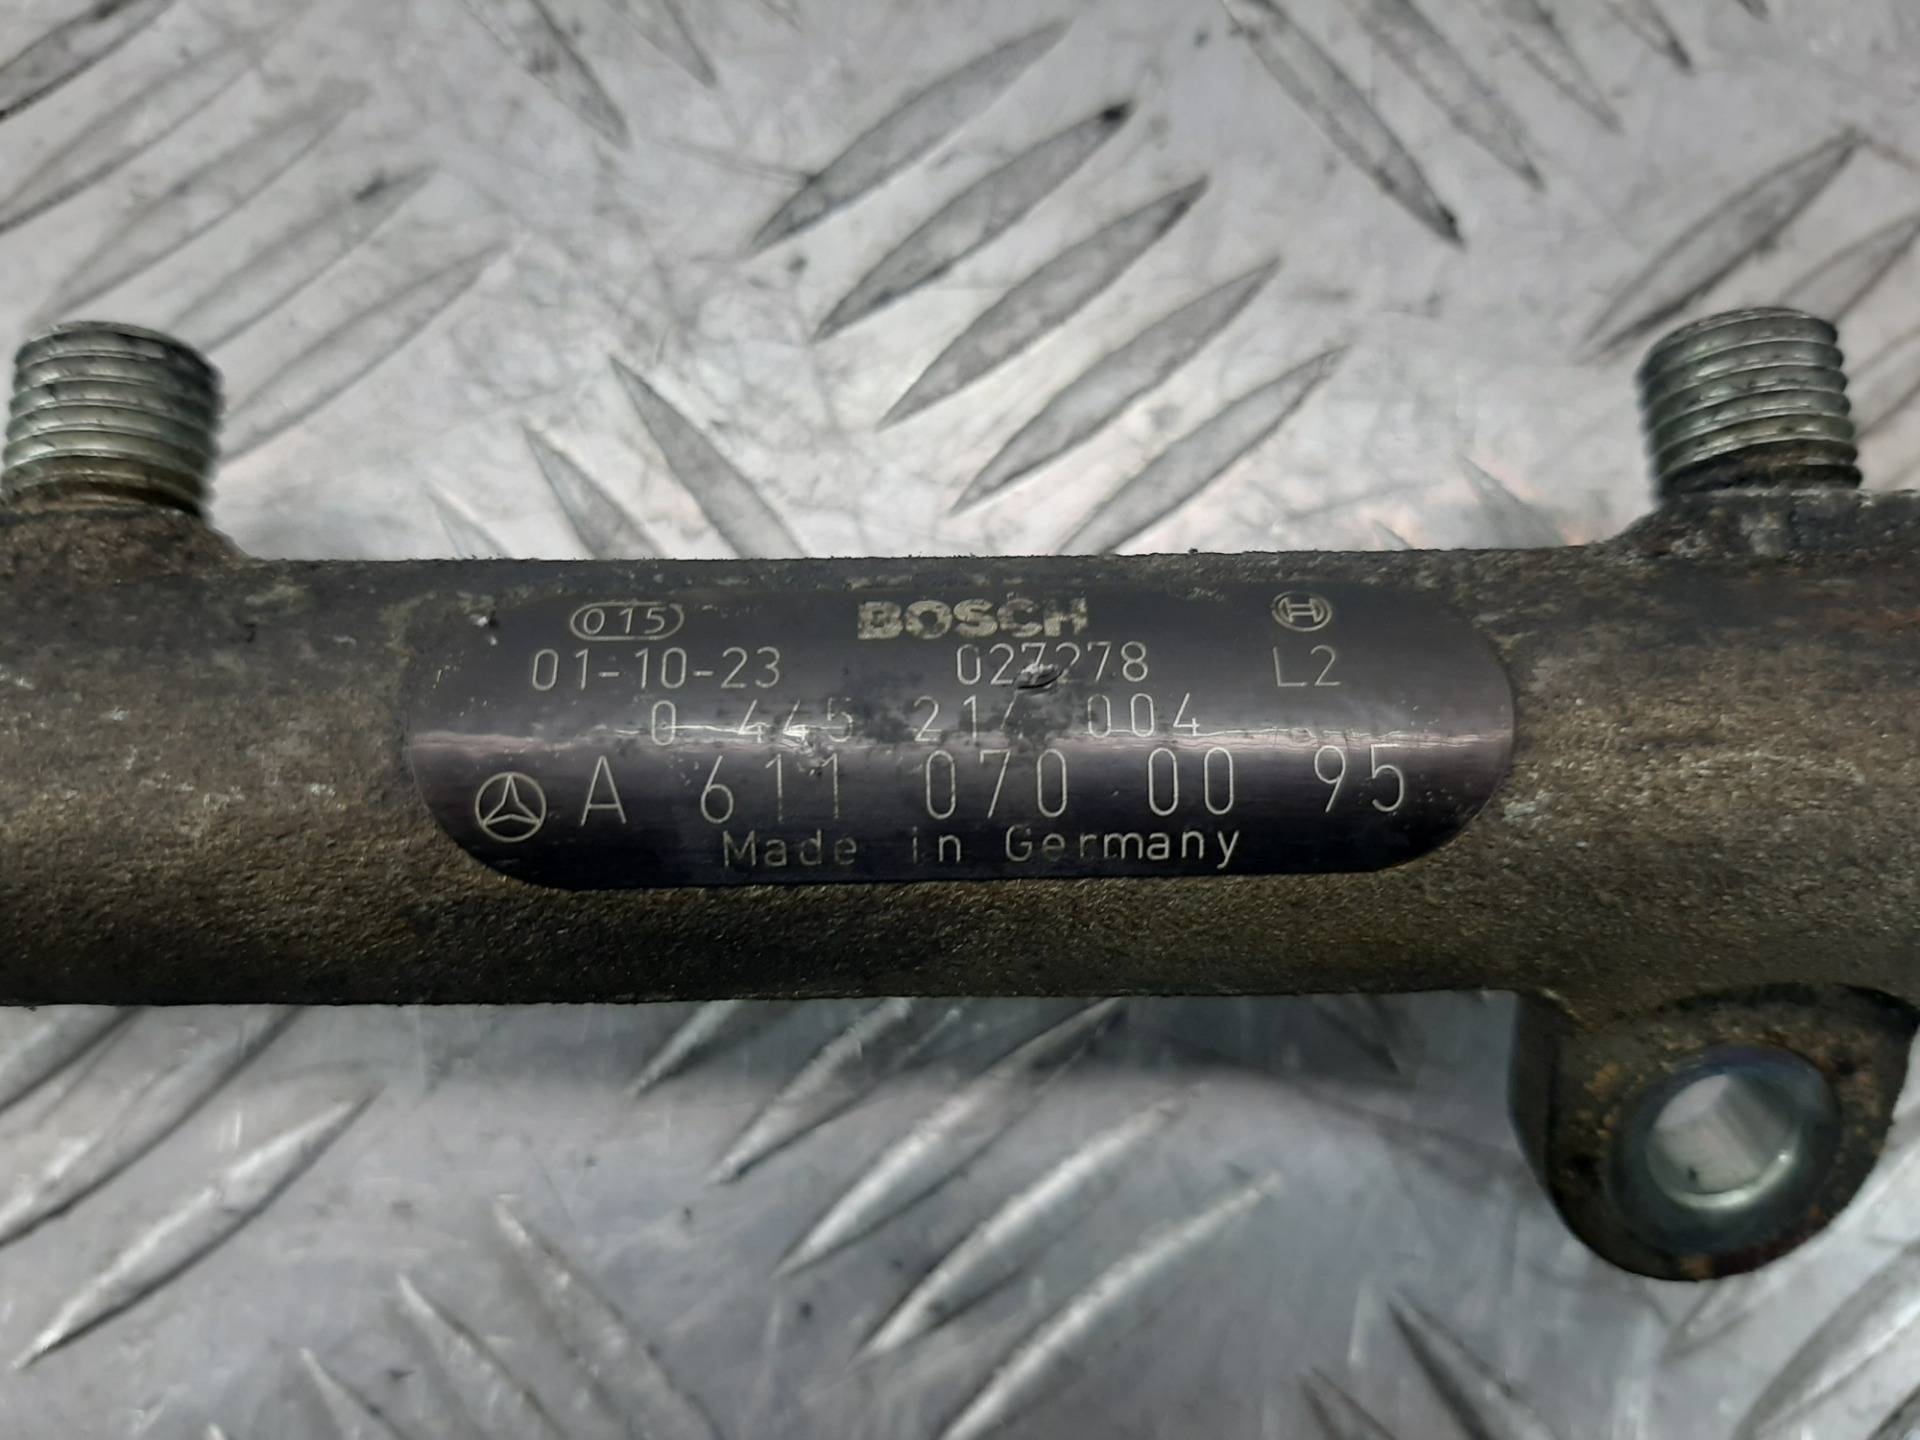 015 BOSCH
01-10-23 027278 L2
0 445 214 004
A 611 070 00 95
Made in Germany